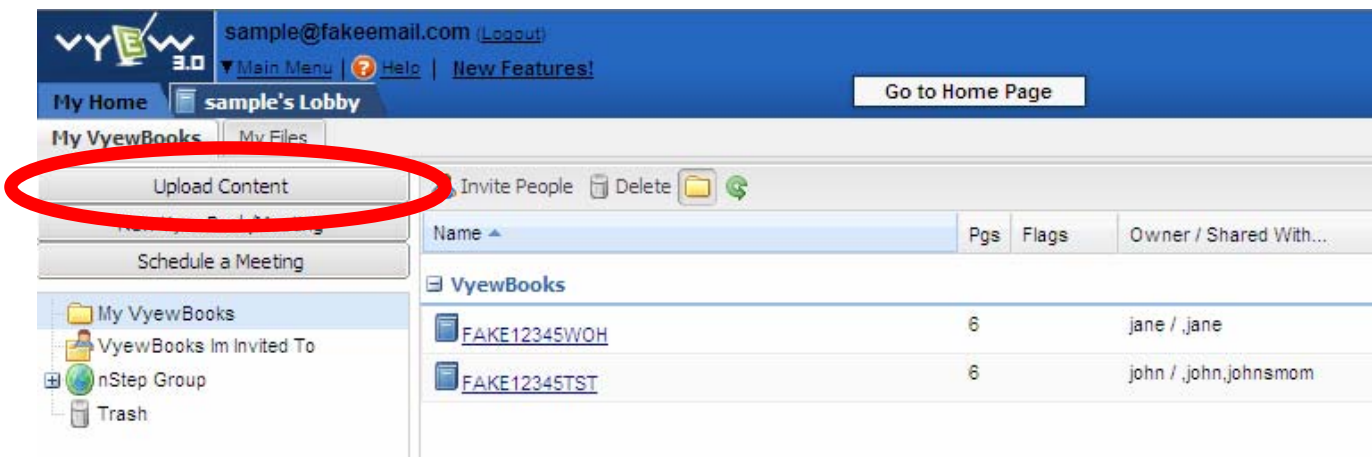 VYEW 3.0
sample@fakeemail.com (Logout)
▼Main Menu | ? Help | New Features!
Go to Home Page
My Home sample's Lobby
My VyewBooks My Files
Upload Content
Invite People Delete
Schedule a Meeting
Name Pgs Flags Owner / Shared With...
VyewBooks
My VyewBooks
VyewBooks Im Invited To
nStep Group
Trash
FAKE12345WOH 6 jane / ,jane
FAKE12345TST 6 john / ,john,johnsmom